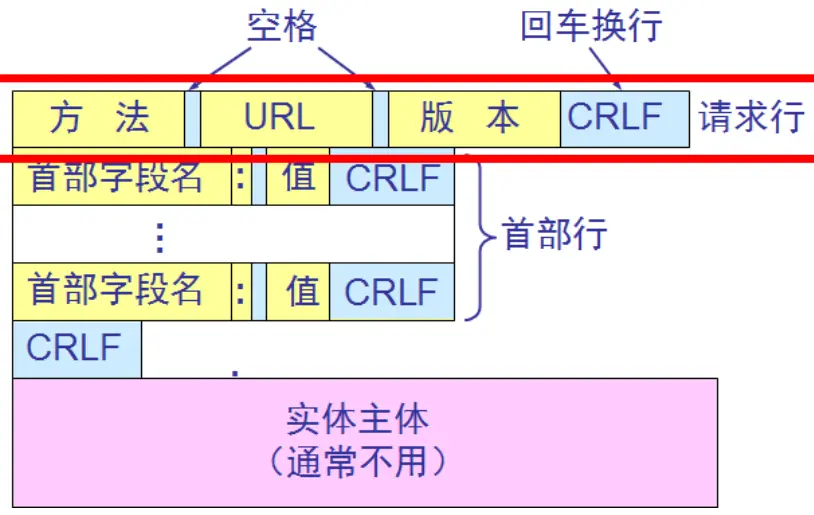 空格 回车换行
方 法 URL 版 本 CRLF 请求行
首部字段名 : 值 CRLF
⋮ 首部行
首部字段名 : 值 CRLF
CRLF
实体主体
（通常不用）